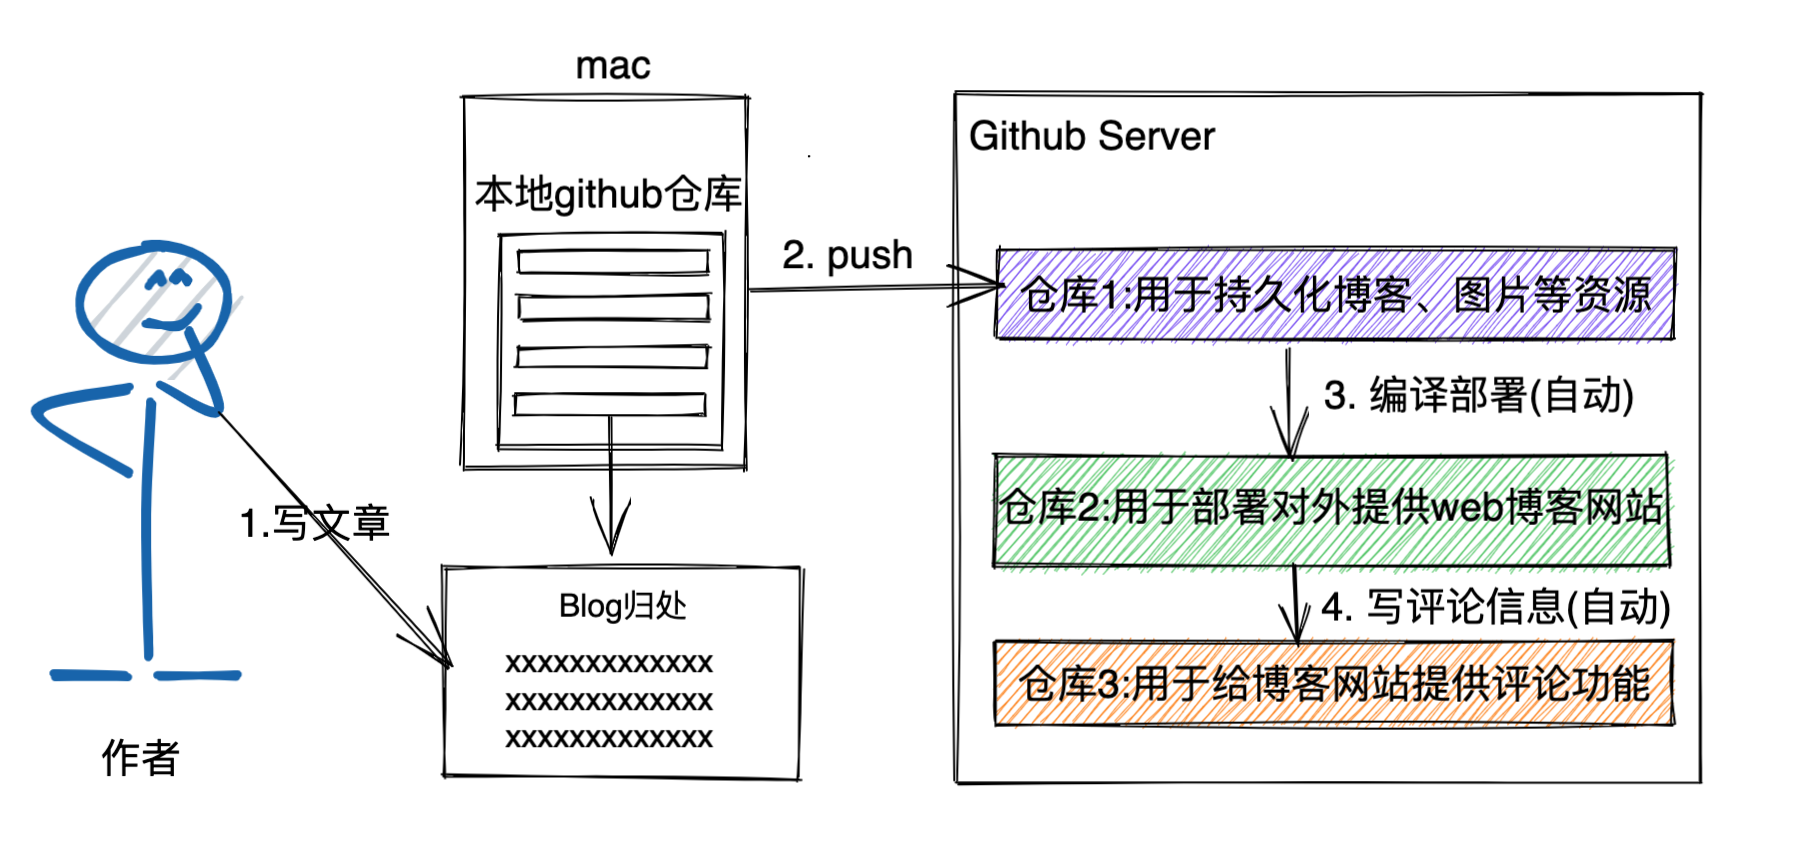 mac
本地github仓库
1.写文章
作者
Blog归处
xxxxxxxxxxxxx
xxxxxxxxxxxxx
xxxxxxxxxxxxx
2. push
Github Server
仓库1:用于持久化博客、图片等资源
3. 编译部署(自动)
仓库2:用于部署对外提供web博客网站
4. 写评论信息(自动)
仓库3:用于给博客网站提供评论功能